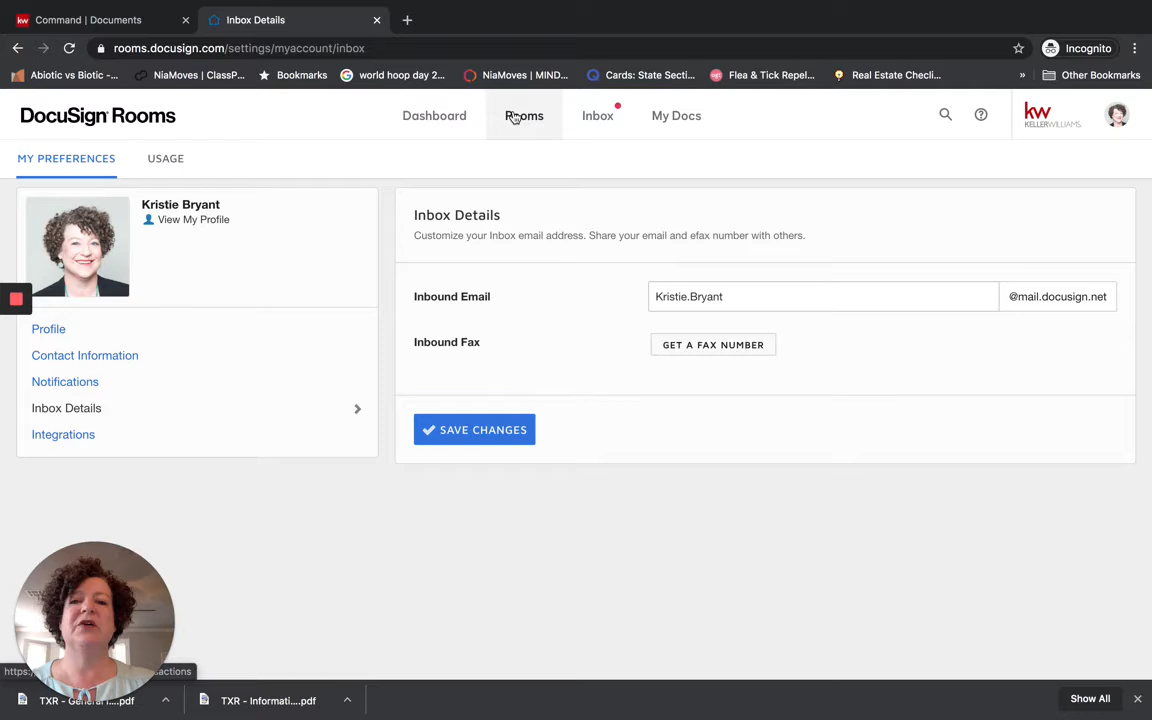 Command | Documents
Inbox Details
rooms.docusign.com/settings/myaccount/inbox
Incognito
Abiotic vs Biotic -...
NiaMoves | ClassP...
Bookmarks
world hoop day 2...
NiaMoves | MIND...
Cards: State Secti...
Flea & Tick Repel...
Real Estate Checli...
»
Other Bookmarks
DocuSign Rooms
Dashboard
Rooms
Inbox
My Docs
kw
KELLERWILLIAMS.
MY PREFERENCES
USAGE
Kristie Bryant
View My Profile
Profile
Contact Information
Notifications
Inbox Details
Integrations
Inbox Details
Customize your Inbox email address. Share your email and efax number with others.
Inbound Email
Kristie.Bryant
@mail.docusign.net
Inbound Fax
GET A FAX NUMBER
SAVE CHANGES
TXR - Informati....pdf
Show All